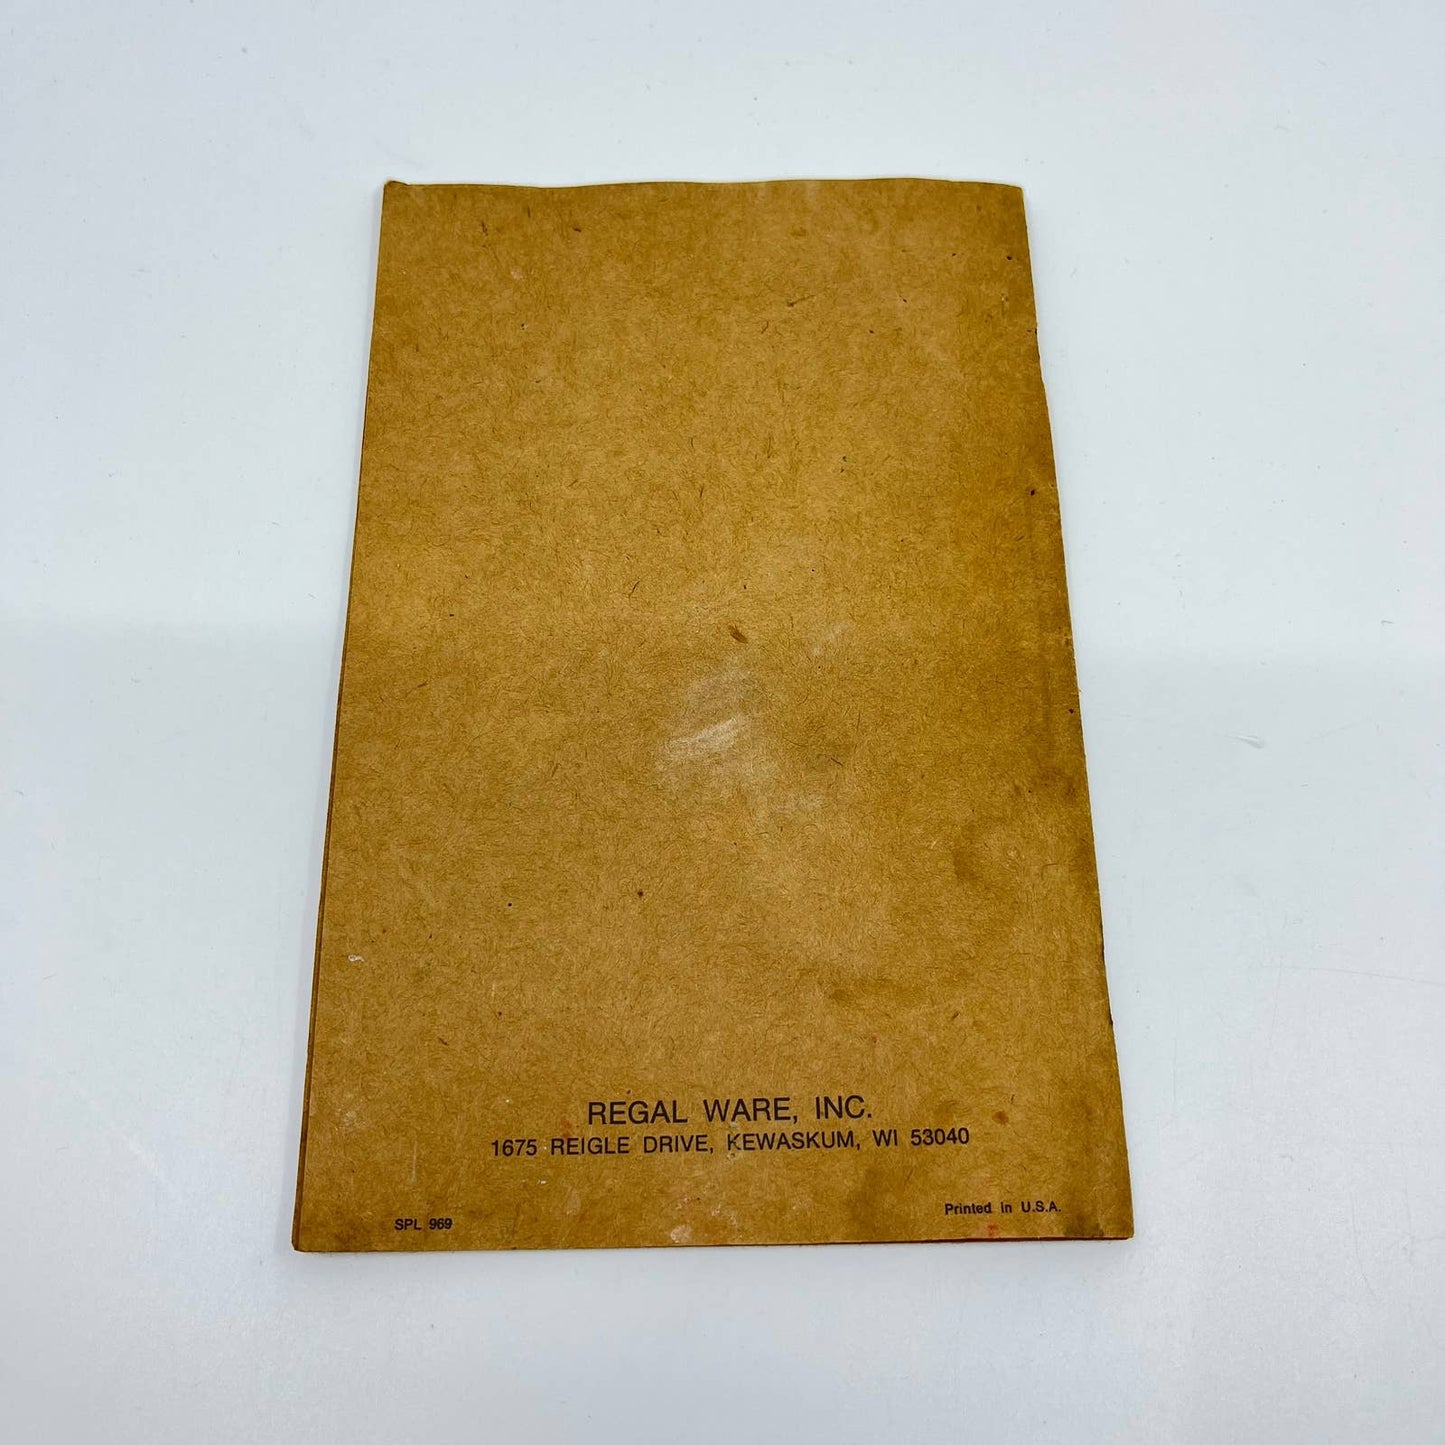 REGAL WARE, INC.
1675 REIGLE DRIVE, KEWASKUM, WI 53040
Printed in U.S.A.
SPL 969